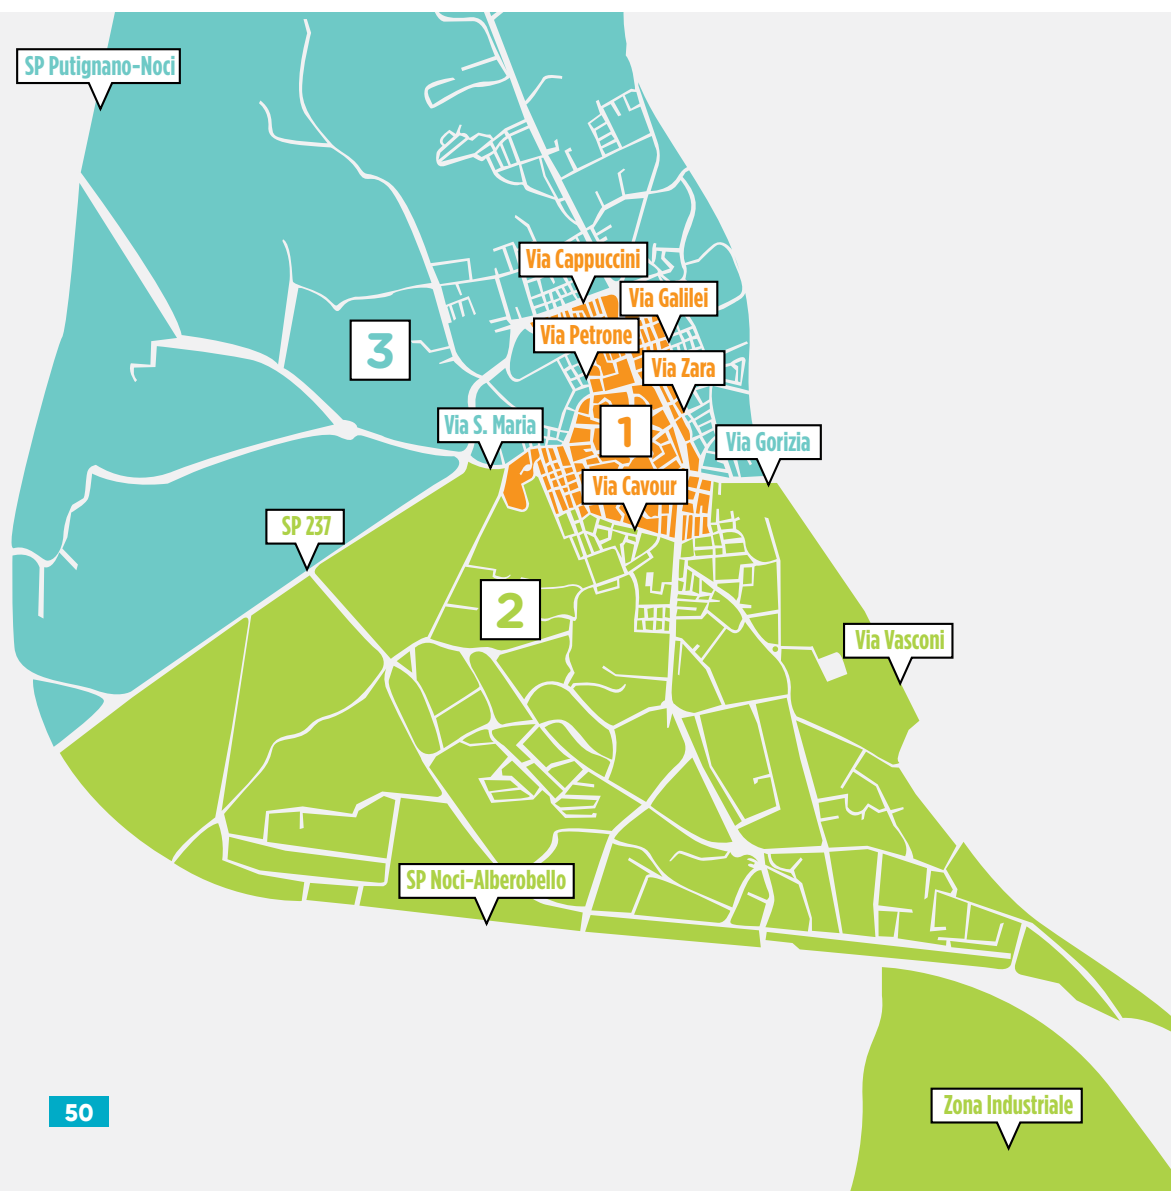 SP Putignano-Noci
Via Cappuccini
Via Galilei
Via Petrone
3
Via Zara
Via S. Maria
1
Via Gorizia
Via Cavour
SP 237
2
Via Vasconi
SP Noci-Alberobello
50
Zona Industriale